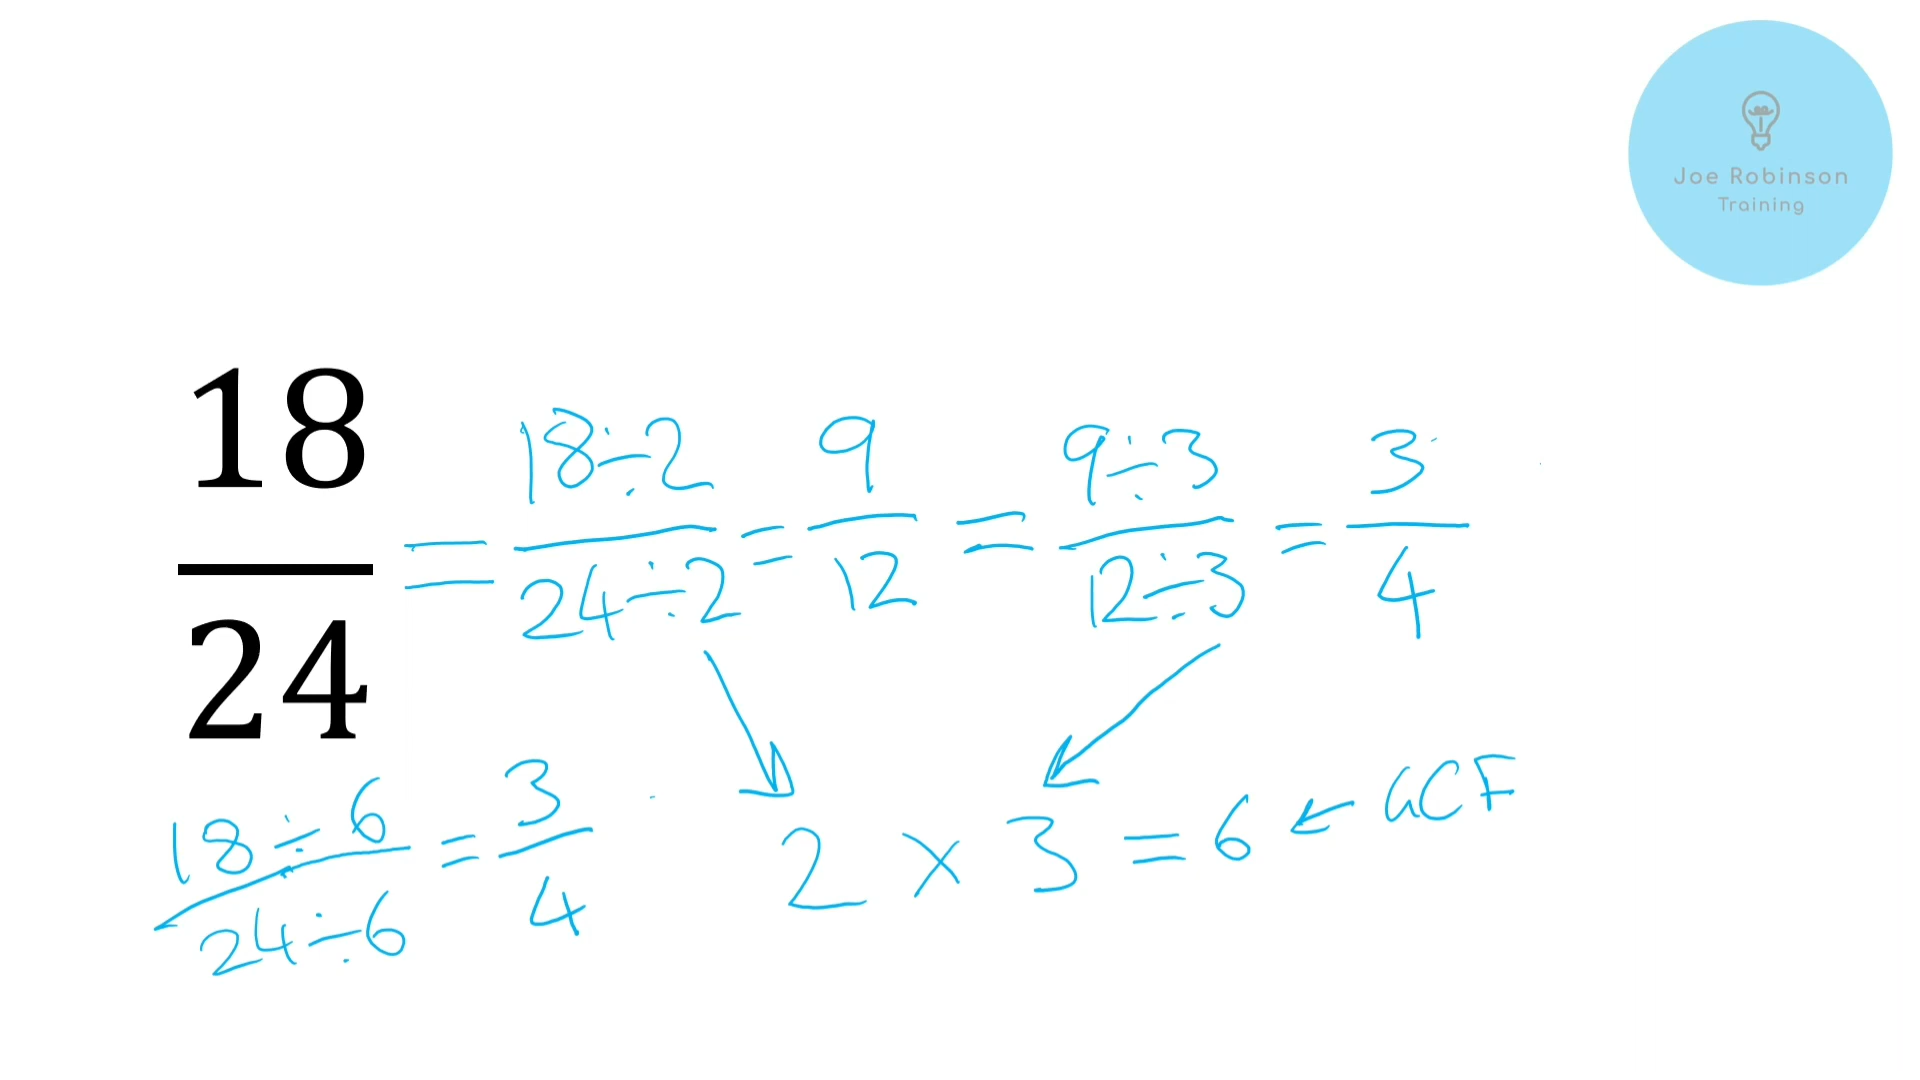 Joe Robinson
Training
18/24 = 18÷2/24÷2 = 9/12 = 9÷3/12÷3 = 3/4
18÷6/24÷6 = 3/4
2 × 3 = 6 ← GCF